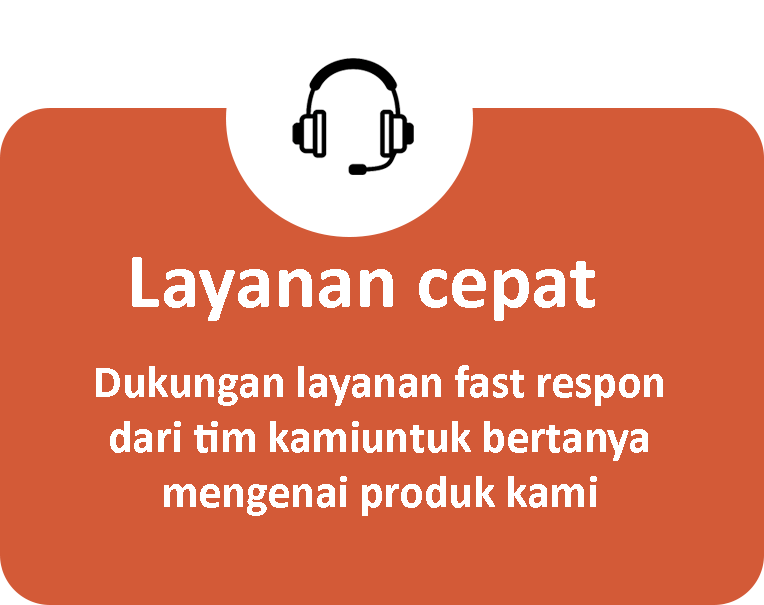 Layanan cepat
Dukungan layanan fast respon
dari tim kamiuntuk bertanya
mengenai produk kami